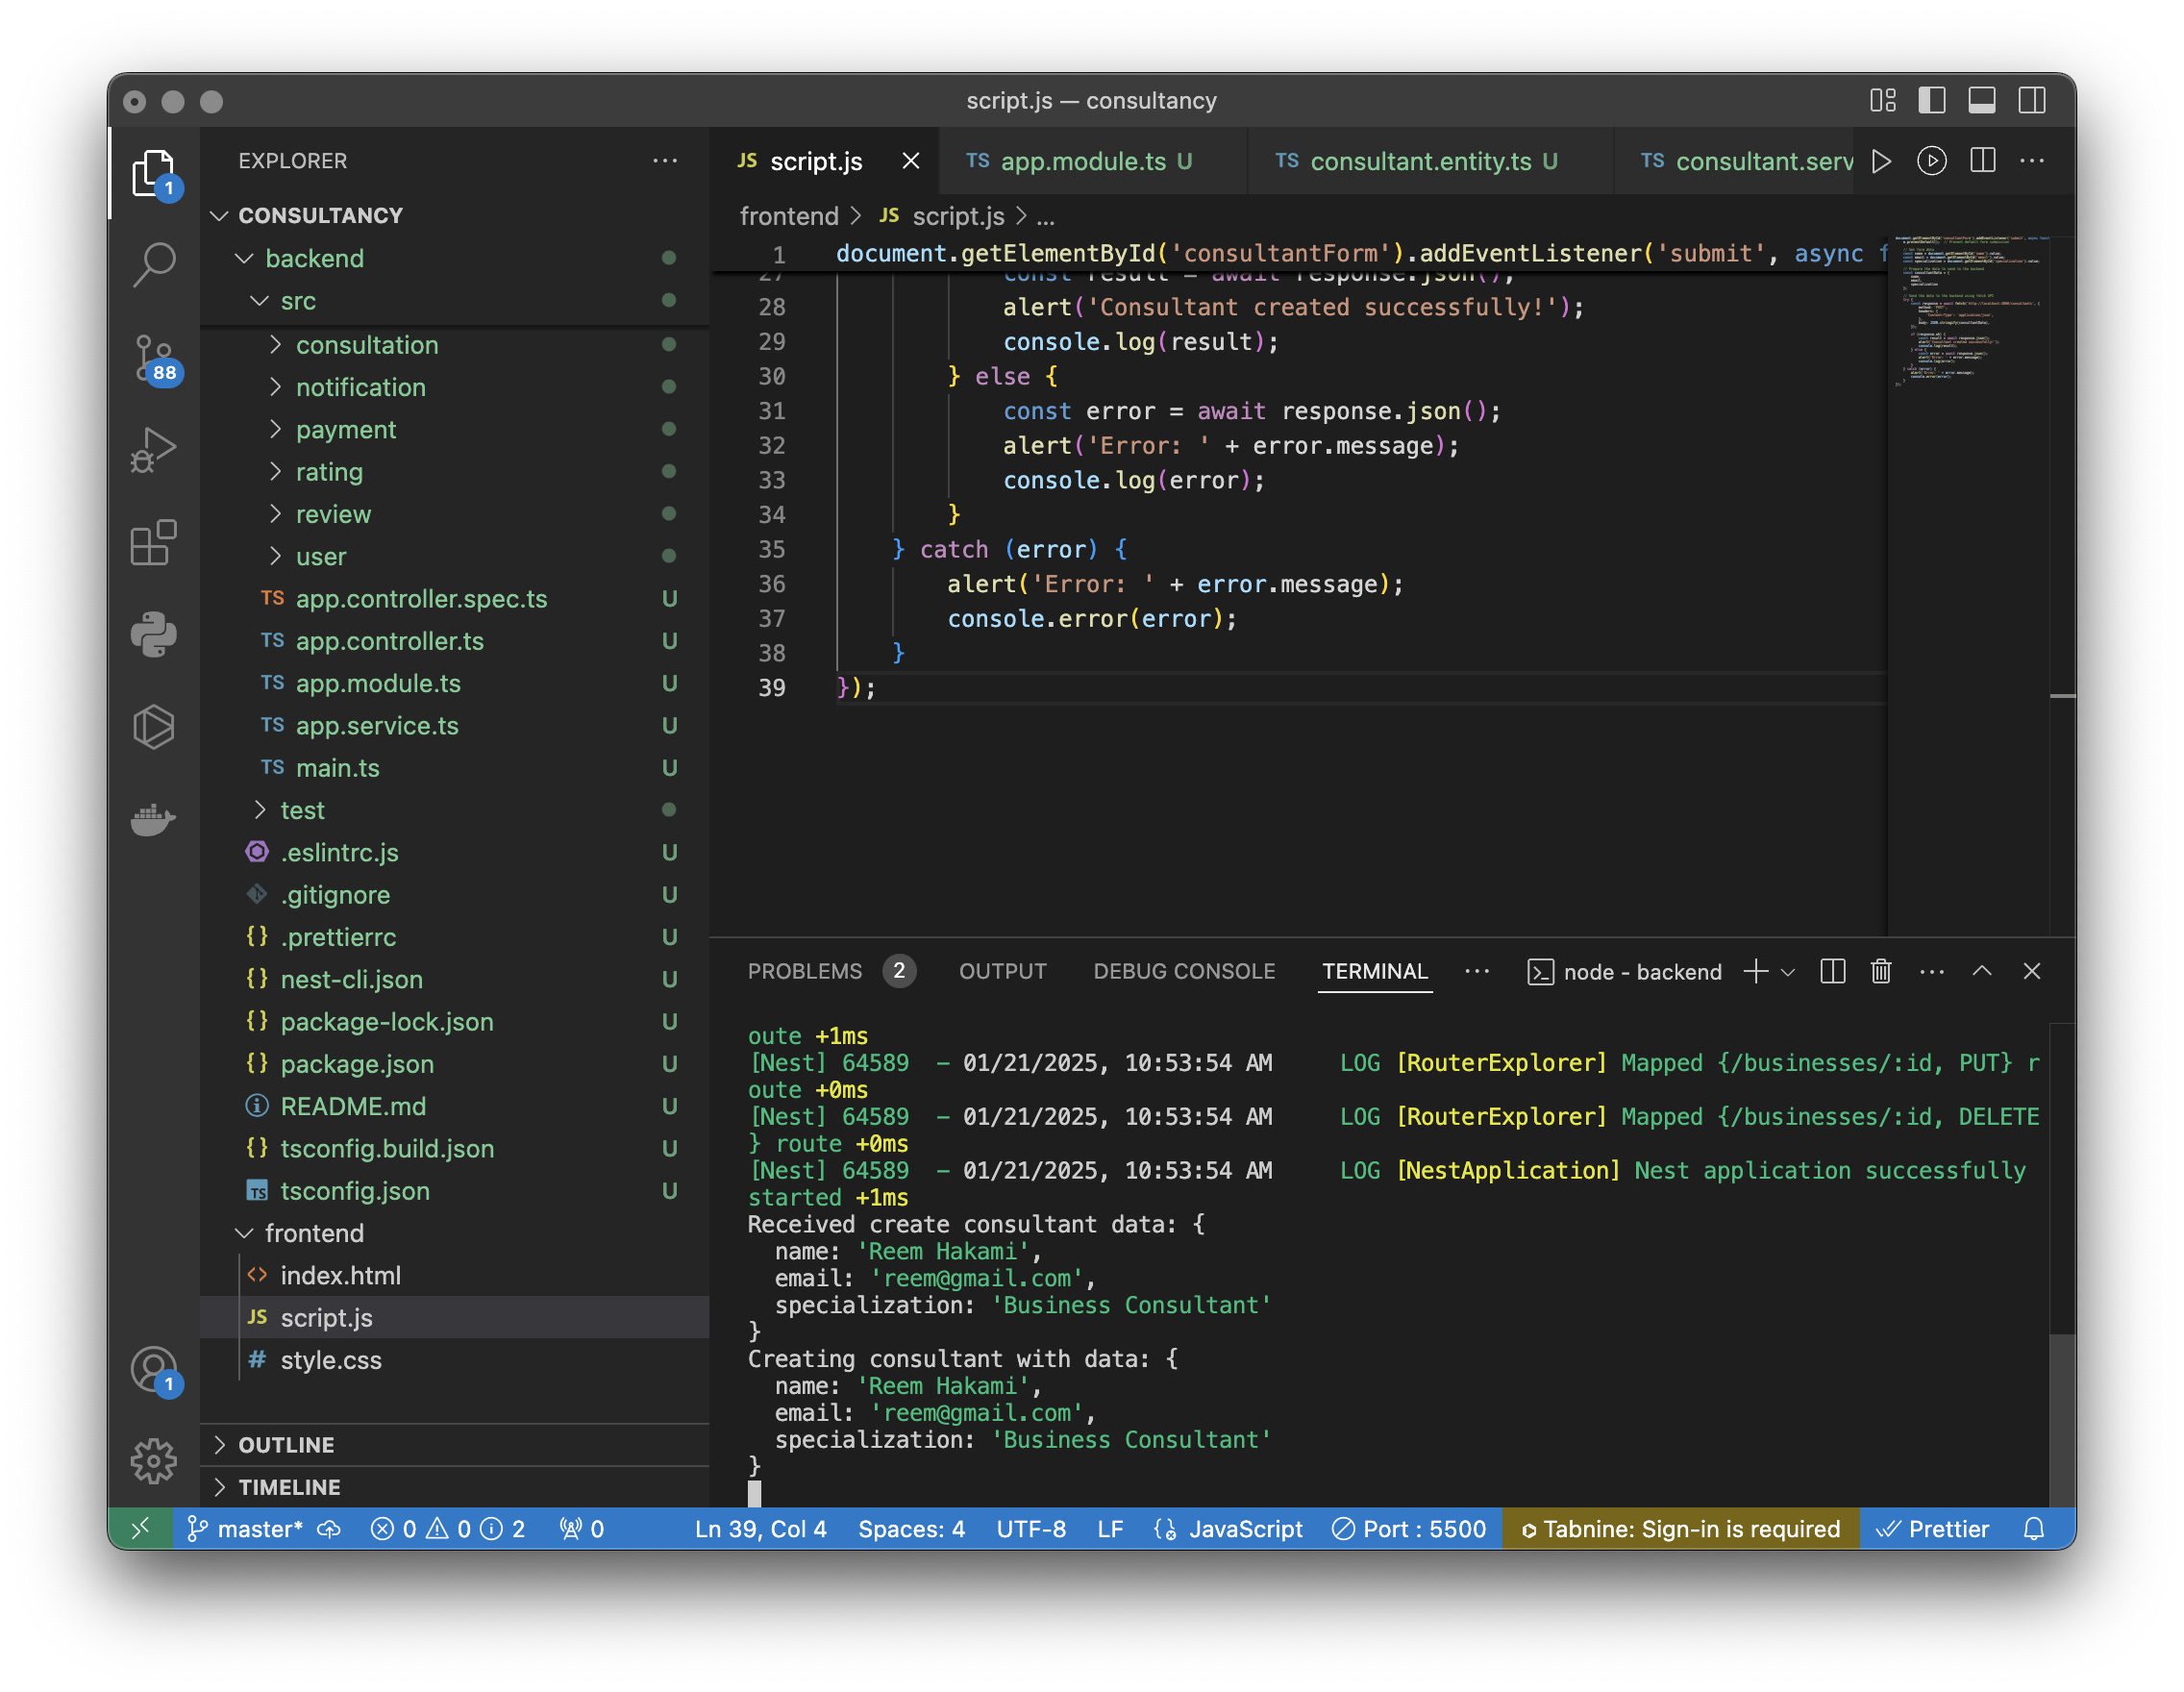 script.js — consultancy
EXPLORER
CONSULTANCY
backend
src
consultation
notification
payment
rating
review
user
TS app.controller.spec.ts U
TS app.controller.ts U
TS app.module.ts U
TS app.service.ts U
TS main.ts U
test
.eslintrc.js U
.gitignore U
{} .prettierrc U
{} nest-cli.json U
{} package-lock.json U
{} package.json U
README.md U
{} tsconfig.build.json U
TS tsconfig.json U
frontend
<> index.html
JS script.js
# style.css
OUTLINE
TIMELINE
1
88
1
JS script.js
TS app.module.ts U
TS consultant.entity.ts U
TS consultant.serv
frontend > JS script.js > ...
1 document.getElementById('consultantForm').addEventListener('submit', async f
27 const result = await response.json();
28 alert('Consultant created successfully!');
29 console.log(result);
30 } else {
31 const error = await response.json();
32 alert('Error: ' + error.message);
33 console.log(error);
34 }
35 } catch (error) {
36 alert('Error: ' + error.message);
37 console.error(error);
38 }
39 });
PROBLEMS 2 OUTPUT DEBUG CONSOLE TERMINAL ... node - backend
oute +1ms
[Nest] 64589  - 01/21/2025, 10:53:54 AM     LOG [RouterExplorer] Mapped {/businesses/:id, PUT} r
oute +0ms
[Nest] 64589  - 01/21/2025, 10:53:54 AM     LOG [RouterExplorer] Mapped {/businesses/:id, DELETE
} route +0ms
[Nest] 64589  - 01/21/2025, 10:53:54 AM     LOG [NestApplication] Nest application successfully
started +1ms
Received create consultant data: {
name: 'Reem Hakami',
email: 'reem@gmail.com',
specialization: 'Business Consultant'
}
Creating consultant with data: {
name: 'Reem Hakami',
email: 'reem@gmail.com',
specialization: 'Business Consultant'
}
master* 0 0 2 0 Ln 39, Col 4 Spaces: 4 UTF-8 LF JavaScript Port : 5500 Tabnine: Sign-in is required Prettier